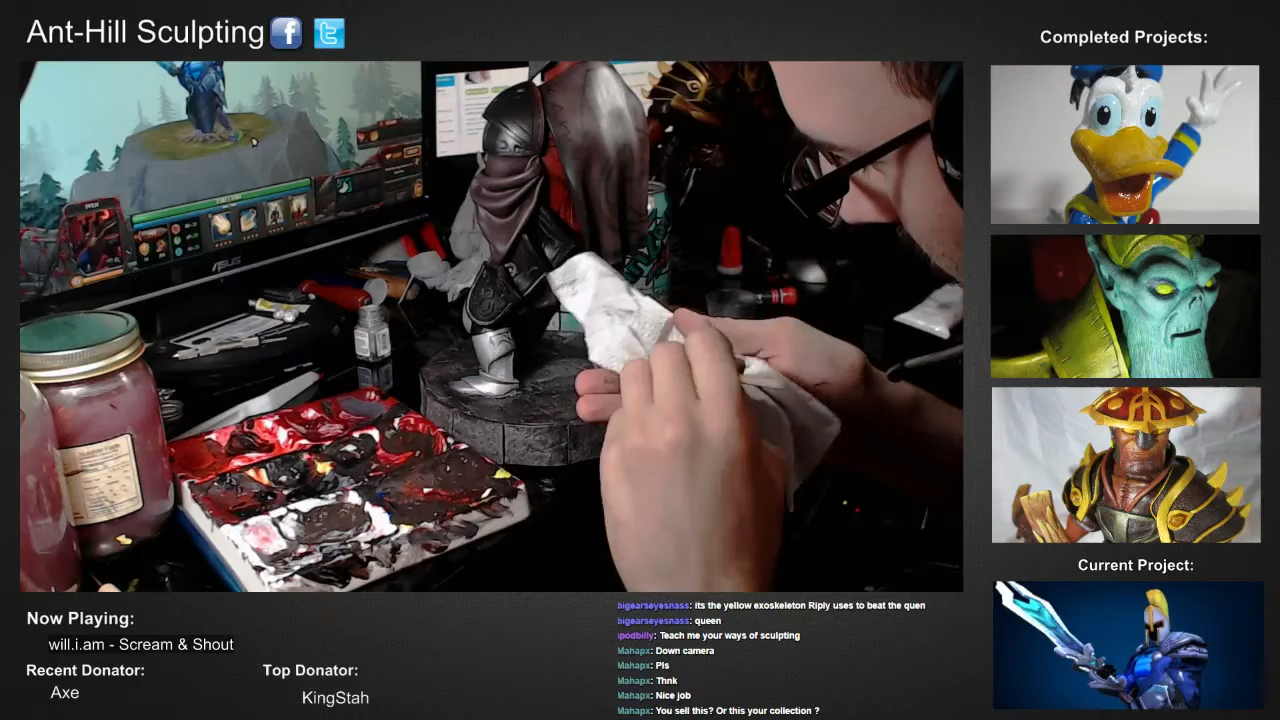 Ant-Hill Sculpting
Completed Projects:
SVEN
ASUS
Current Project:
Now Playing:
will.i.am - Scream & Shout
Recent Donator:
Axe
Top Donator:
KingStah
bigearseyesnass: its the yellow exoskeleton Riply uses to beat the quen
bigearseyesnass: queen
ipodbilly: Teach me your ways of sculpting
Mahapx: Down camera
Mahapx: Pls
Mahapx: Thnk
Mahapx: Nice job
Mahapx: You sell this? Or this your collection ?